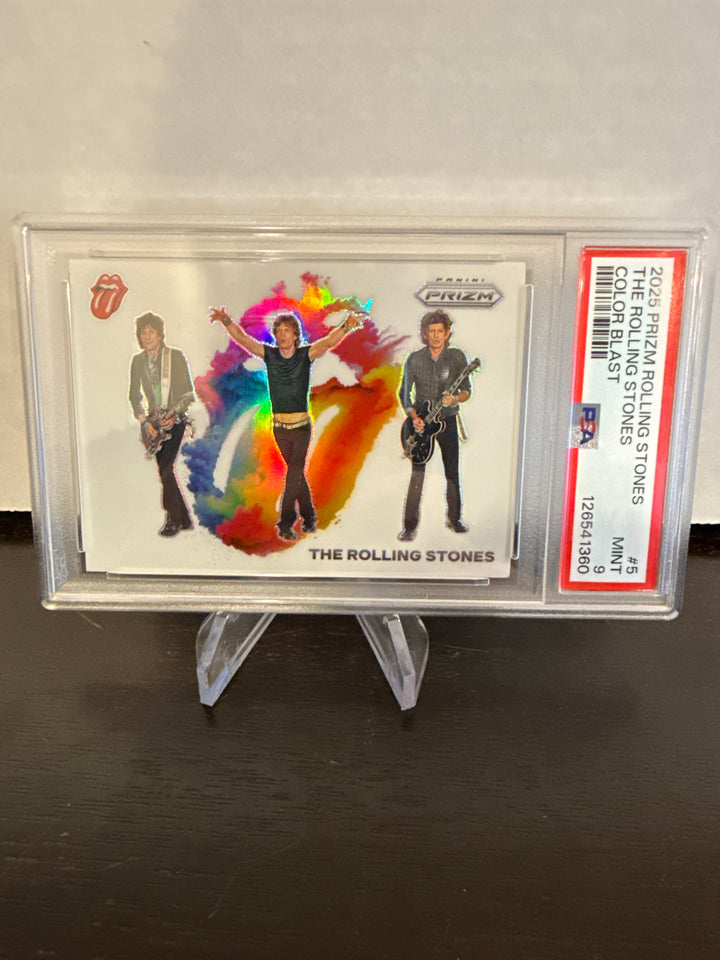 PANINI
PRIZM
THE ROLLING STONES
2025 PRIZM ROLLING STONES #5
THE ROLLING STONES MINT
COLOR BLAST 9
PSA 126541360